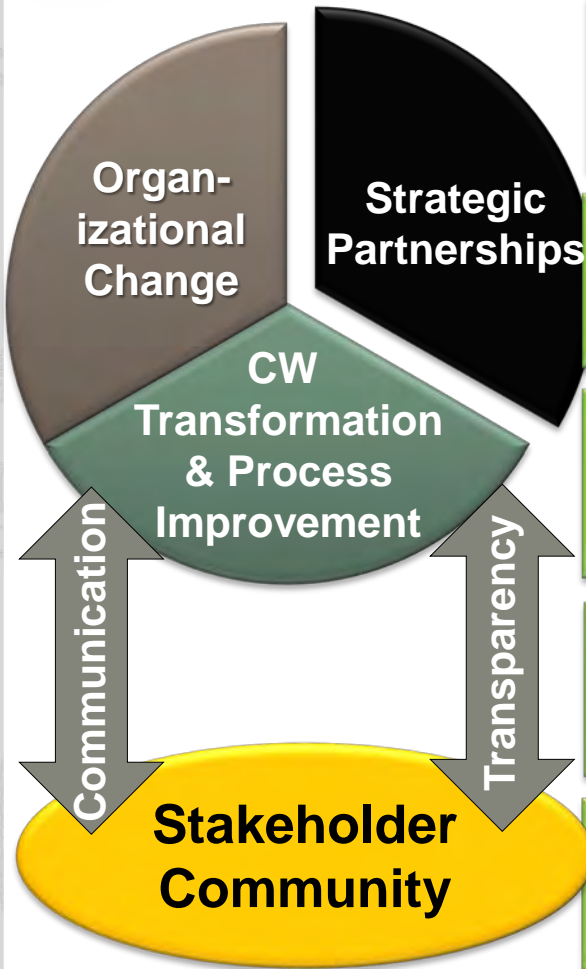 Organ-
izational
Change
Strategic
Partnerships
CW
Transformation
& Process
Improvement
Communication
Transparency
Stakeholder
Community